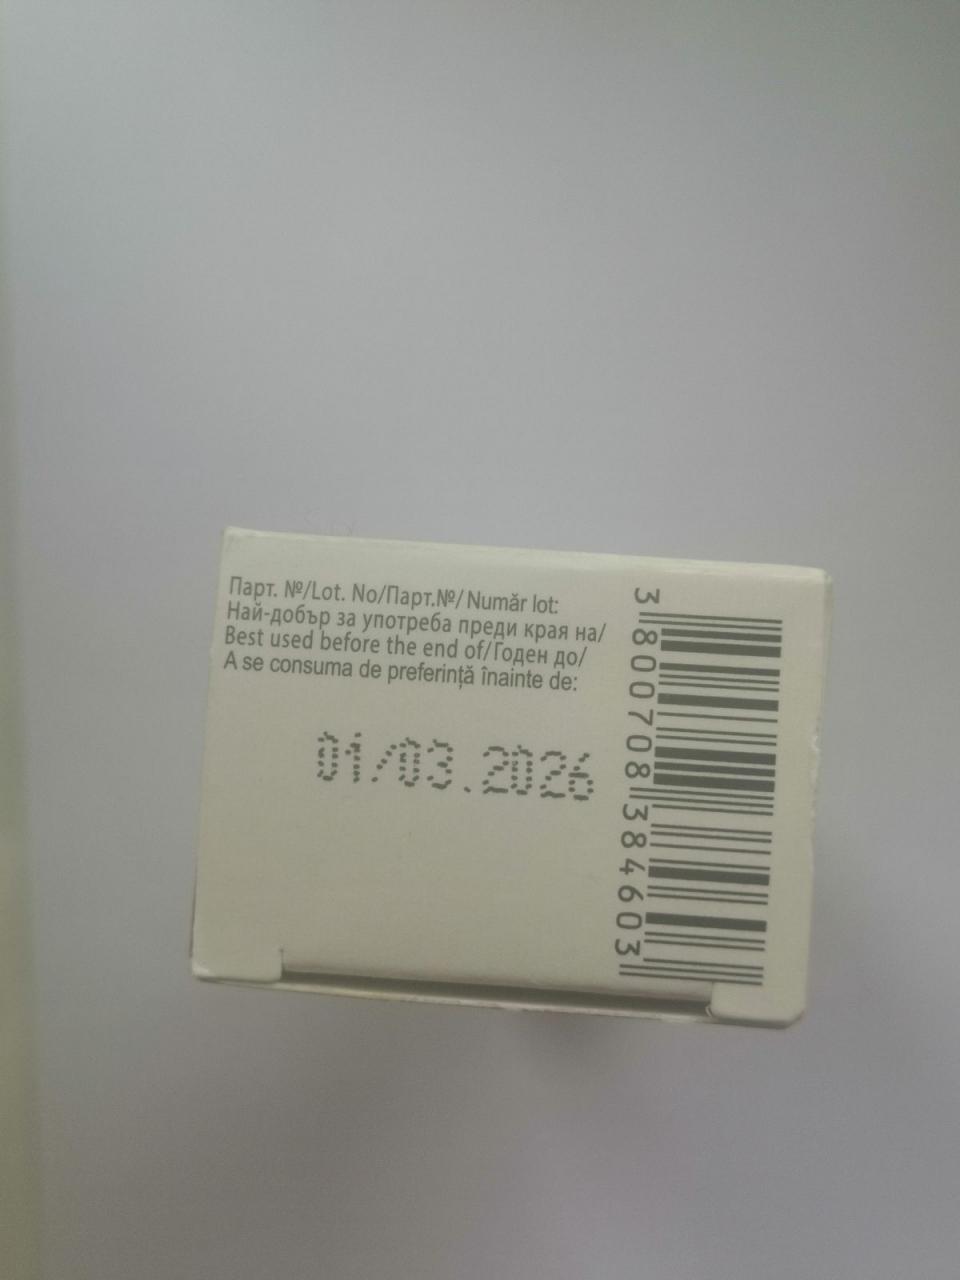 Парт. №/Lot. No/Парт.№/ Număr lot:
Най-добър за употреба преди края на/
Best used before the end of/Годен до/
A se consuma de preferință înainte de:
01/03.2026
3800708384603